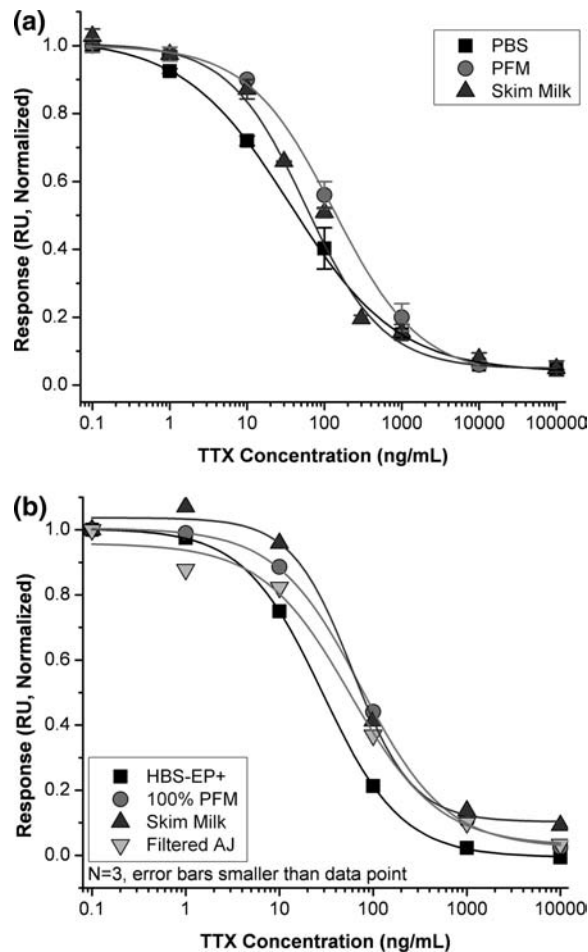 (a)
PBS
PFM
Skim Milk
Response (RU, Normalized)
1.0
0.8
0.6
0.4
0.2
0.0
0.1 1 10 100 1000 10000 100000
TTX Concentration (ng/mL)
(b)
Response (RU, Normalized)
1.0
0.8
0.6
0.4
0.2
0.0
HBS-EP+
100% PFM
Skim Milk
Filtered AJ
N=3, error bars smaller than data point
0.1 1 10 100 1000 10000
TTX Concentration (ng/mL)